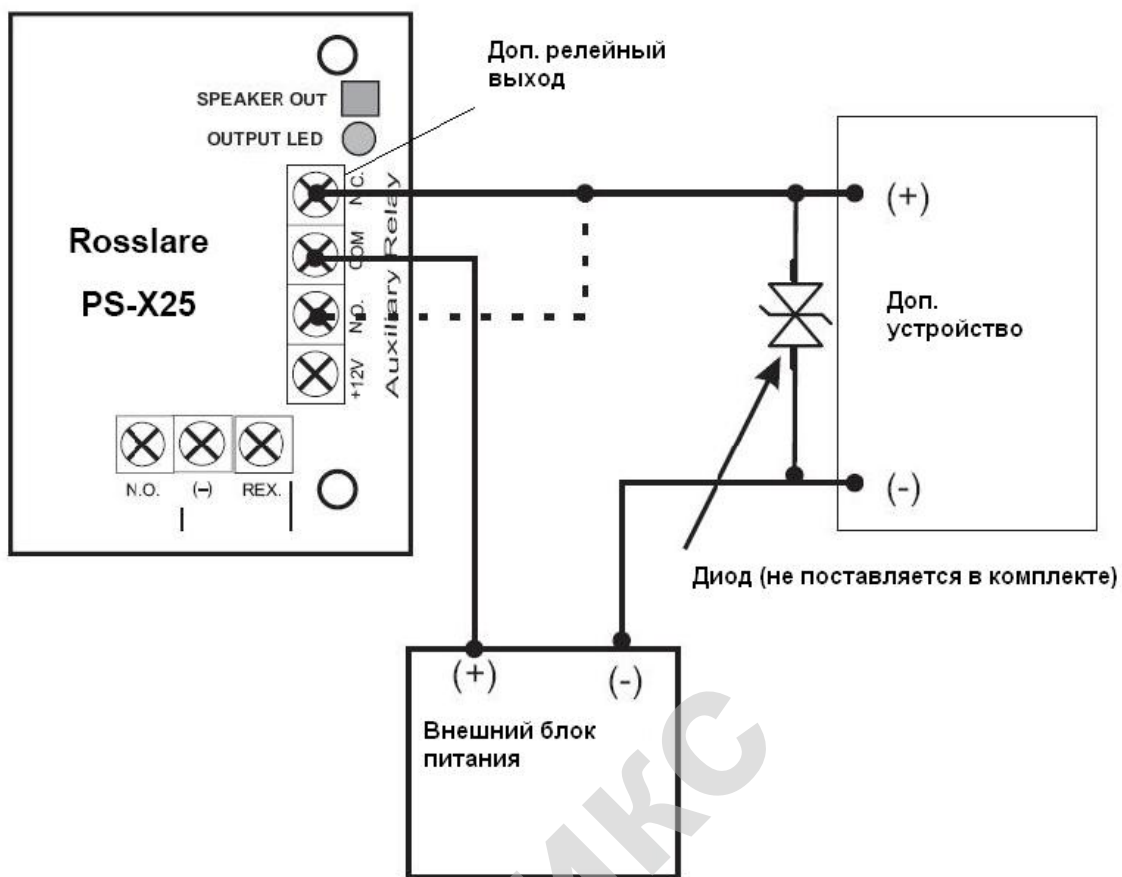 Доп. релейный
выход
SPEAKER OUT
OUTPUT LED
N.C.
COM
N.O.
+12V
Auxiliary Relay
Rosslare
PS-X25
N.O.
(–)
REX.
(+)
Доп.
устройство
(-)
Диод (не поставляется в комплекте)
(+)
(-)
Внешний блок
питания
икс